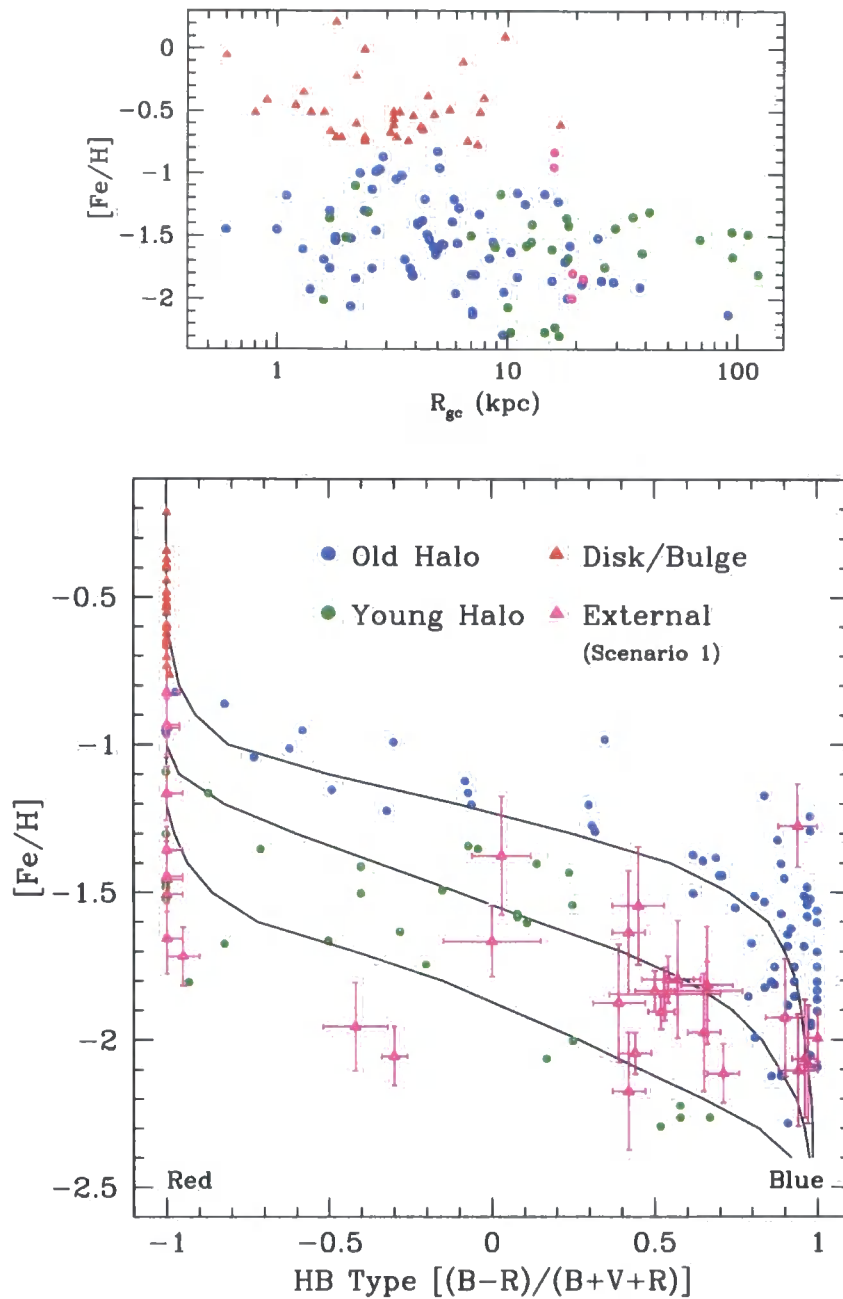 0
-0.5
-1
-1.5
-2
[Fe/H]
1 10 100
R_gc (kpc)
Old Halo
Disk/Bulge
Young Halo
External
(Scenario 1)
-0.5
-1
-1.5
-2
-2.5
[Fe/H]
Red
Blue
-1 -0.5 0 0.5 1
HB Type [(B-R)/(B+V+R)]